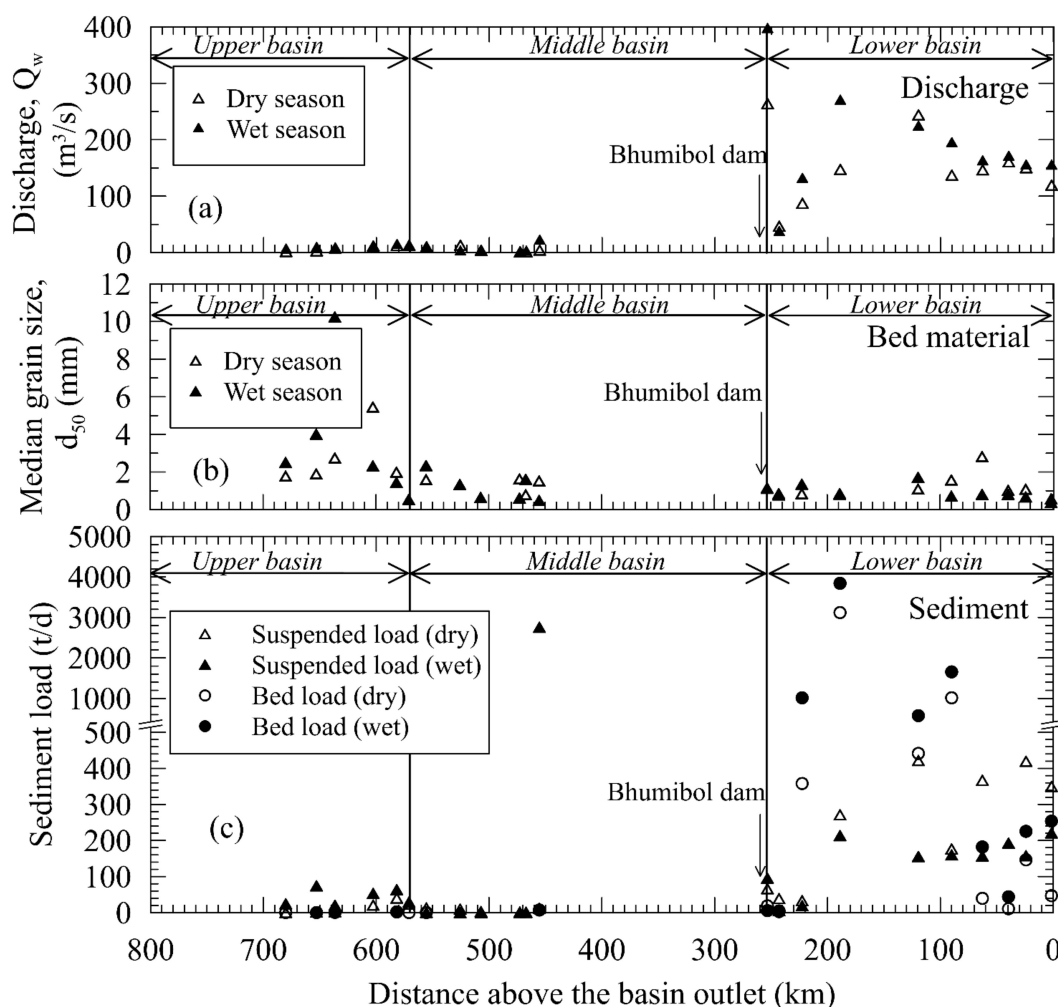 Discharge, Q_w
(m³/s)
400
300
200
100
0
Upper basin
Middle basin
Lower basin
Dry season
Wet season
Discharge
Bhumibol dam
(a)
Median grain size,
d₅₀ (mm)
12
10
8
6
4
2
0
Upper basin
Middle basin
Lower basin
Dry season
Wet season
Bed material
Bhumibol dam
(b)
Sediment load (t/d)
5000
4000
3000
2000
1000
500
400
300
200
100
0
Upper basin
Middle basin
Lower basin
Sediment
Suspended load (dry)
Suspended load (wet)
Bed load (dry)
Bed load (wet)
Bhumibol dam
(c)
800 700 600 500 400 300 200 100 0
Distance above the basin outlet (km)